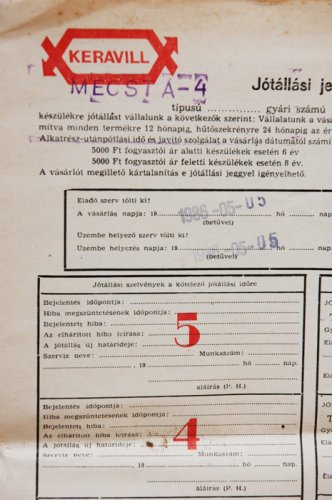 KERAVILL
MECSTA-4
Jótállási je
típusú .................. gyári számú
készülékre jótállást vállalunk a következők szerint: Vállalatunk a vásá
mítva minden termékre 12 hónapig, hűtőszekrényre 24 hónapig az ér
Alkatrész-utánpótlási idő és javító szolgálat a vásárlás dátumától szám
5000 Ft fogyasztói ár alatti készülékek esetén 6 év
5000 Ft fogyasztói ár feletti készülékek esetén 8 év.
A vásárlót megillető kártalanítás e jótállási jeggyel igényelhető.
Eladó szerv tölti ki!
A vásárlás napja: 19 1986-05-05 hó nap.
(betűvel)
Üzembe helyező szerv tölti ki!
Üzembe helyezés napja: 19 -05-05 hó nap.
(betűvel)
Jótállási szelvények a kötelező jótállási időre
Bejelentés időpontja:
Hiba megszüntetésének időpontja:
Bejelentett hiba:
Az elhárított hiba leírása:
A jótállás új határideje:
Szerviz neve: Munkaszám:
, 19 hó nap.
aláírás (P. H.)
5
Bejelentés időpontja:
Hiba megszüntetésének időpontja:
Bejelentett hiba:
Az elhárított hiba leírása:
A jótállás új határideje:
Szerviz neve: Munkaszám:
, 19 hó nap.
aláírás (P. H.)
4